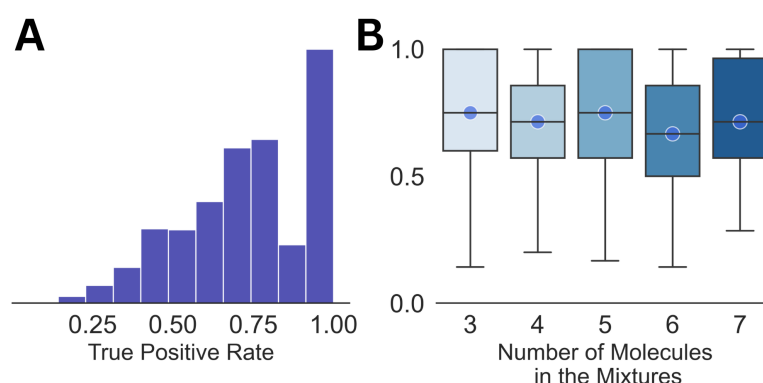 A
0.25 0.50 0.75 1.00
True Positive Rate
B
1.0
0.5
0.0
3 4 5 6 7
Number of Molecules
in the Mixtures